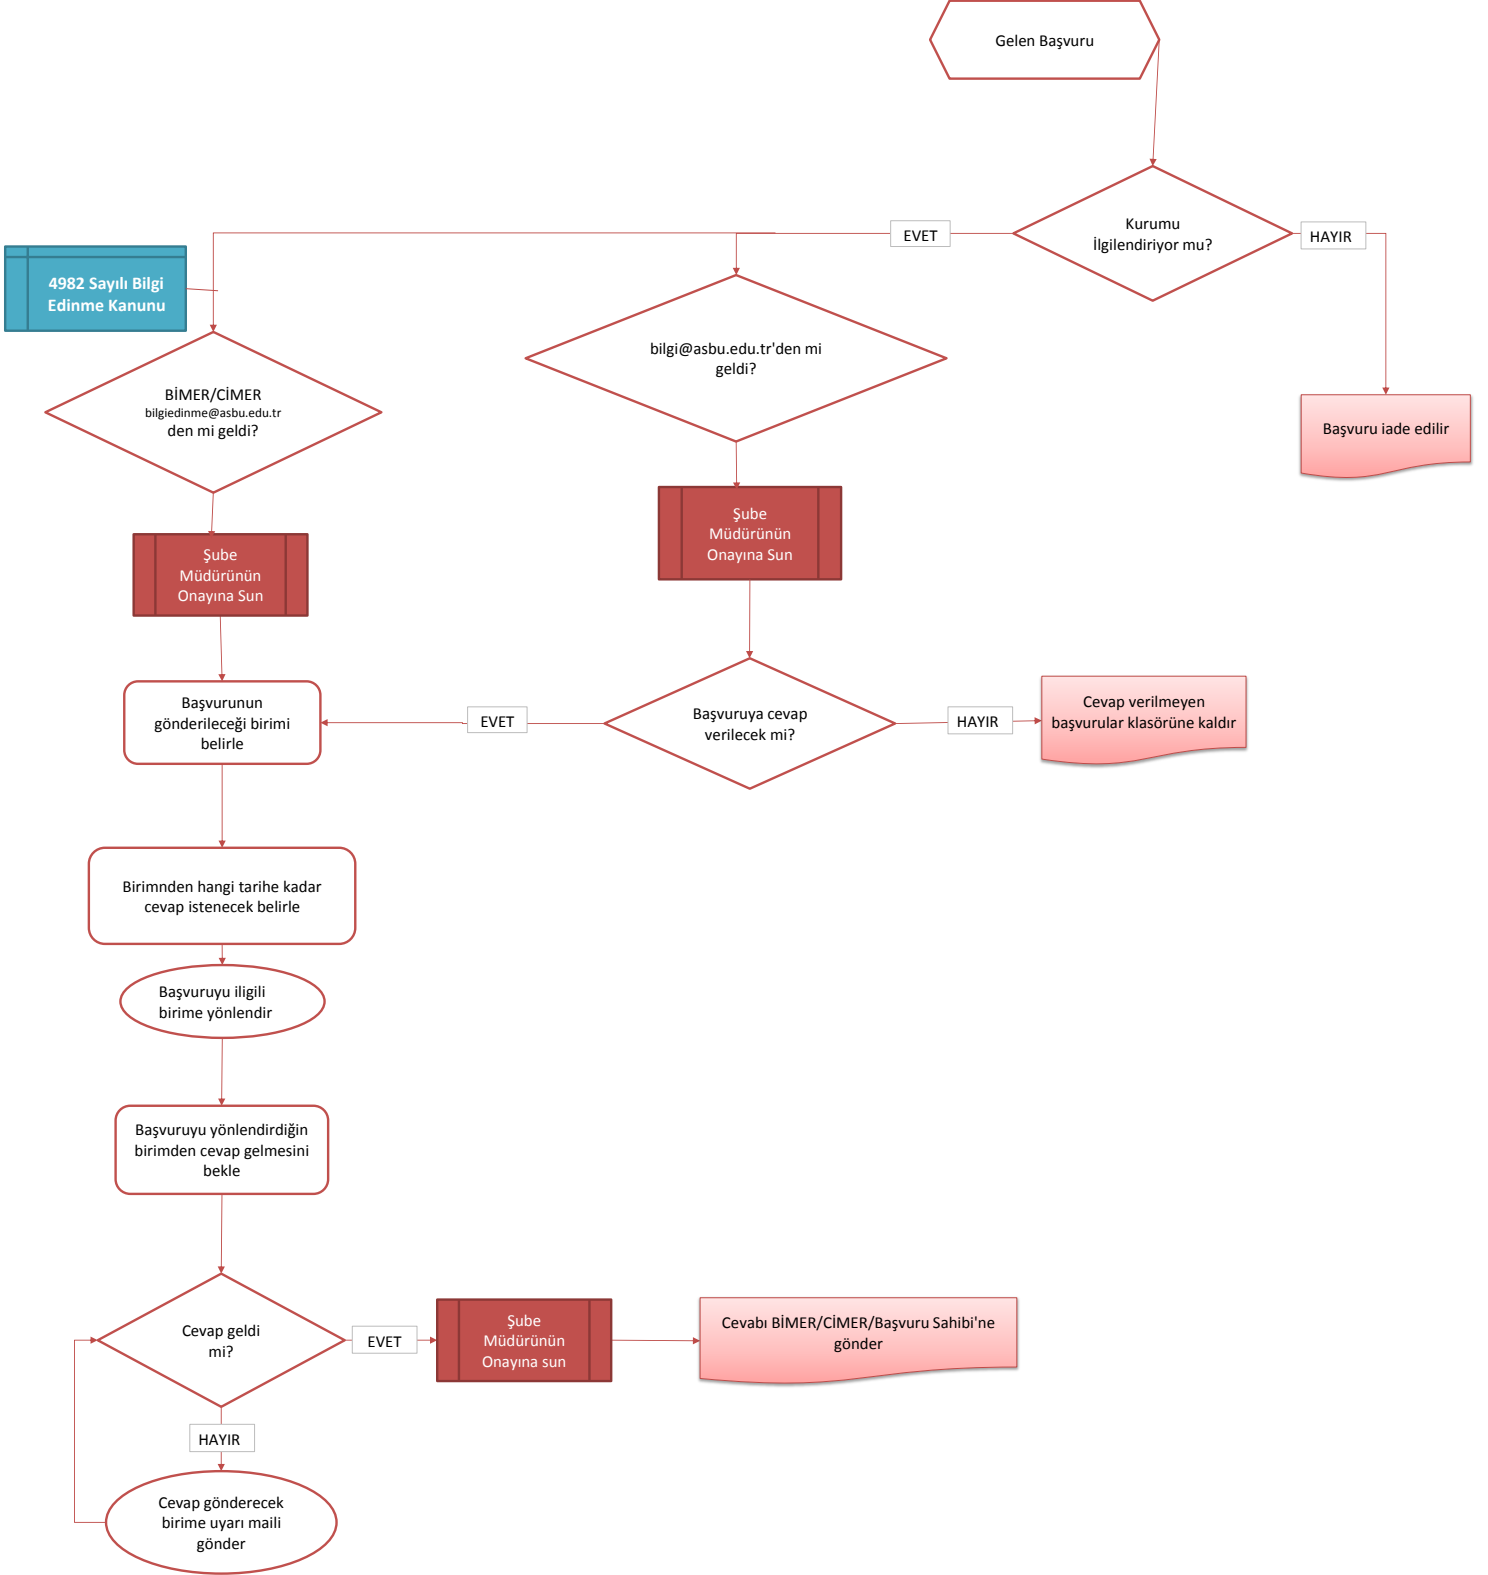 Gelen Başvuru
Kurumu
İlgilendiriyor mu?
EVET
HAYIR
4982 Sayılı Bilgi
Edinme Kanunu
BİMER/CİMER
bilgiedinme@asbu.edu.tr
den mi geldi?
bilgi@asbu.edu.tr'den mi
geldi?
Başvuru iade edilir
Şube
Müdürünün
Onayına Sun
Şube
Müdürünün
Onayına Sun
Başvurunun
gönderileceği birimi
belirle
EVET
Başvuruya cevap
verilecek mi?
HAYIR
Cevap verilmeyen
başvurular klasörüne kaldır
Birimnden hangi tarihe kadar
cevap istenecek belirle
Başvuruyu iligili
birime yönlendir
Başvuruyu yönlendirdiğin
birimden cevap gelmesini
bekle
Cevap geldi
mi?
EVET
Şube
Müdürünün
Onayına sun
Cevabı BİMER/CİMER/Başvuru Sahibi'ne
gönder
HAYIR
Cevap gönderecek
birime uyarı maili
gönder